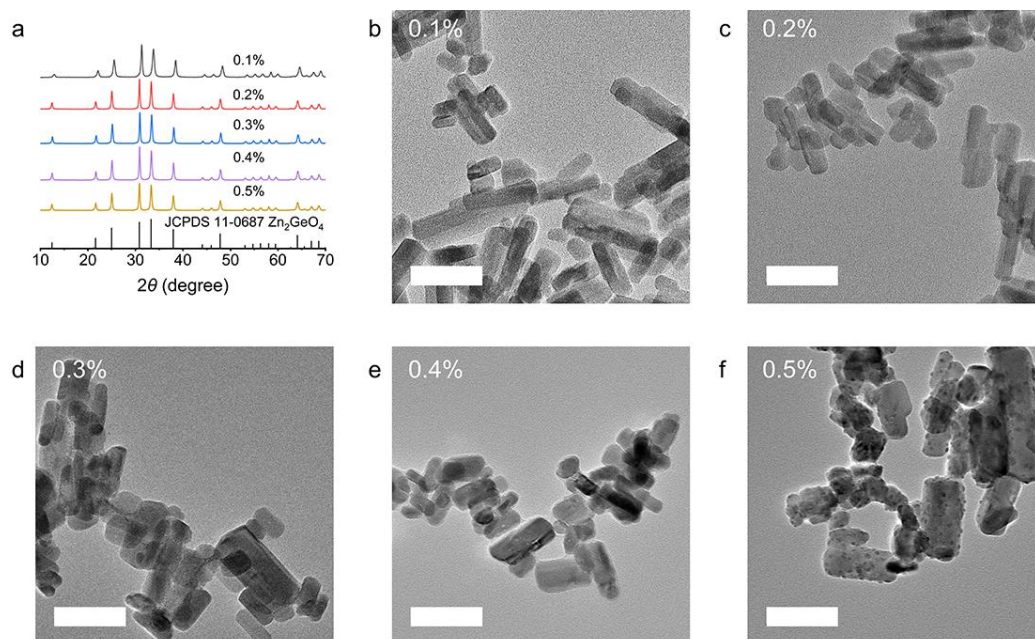 a
0.1%
0.2%
0.3%
0.4%
0.5%
JCPDS 11-0687 Zn₂GeO₄
10 20 30 40 50 60 70
2θ (degree)
b
0.1%
c
0.2%
d
0.3%
e
0.4%
f
0.5%